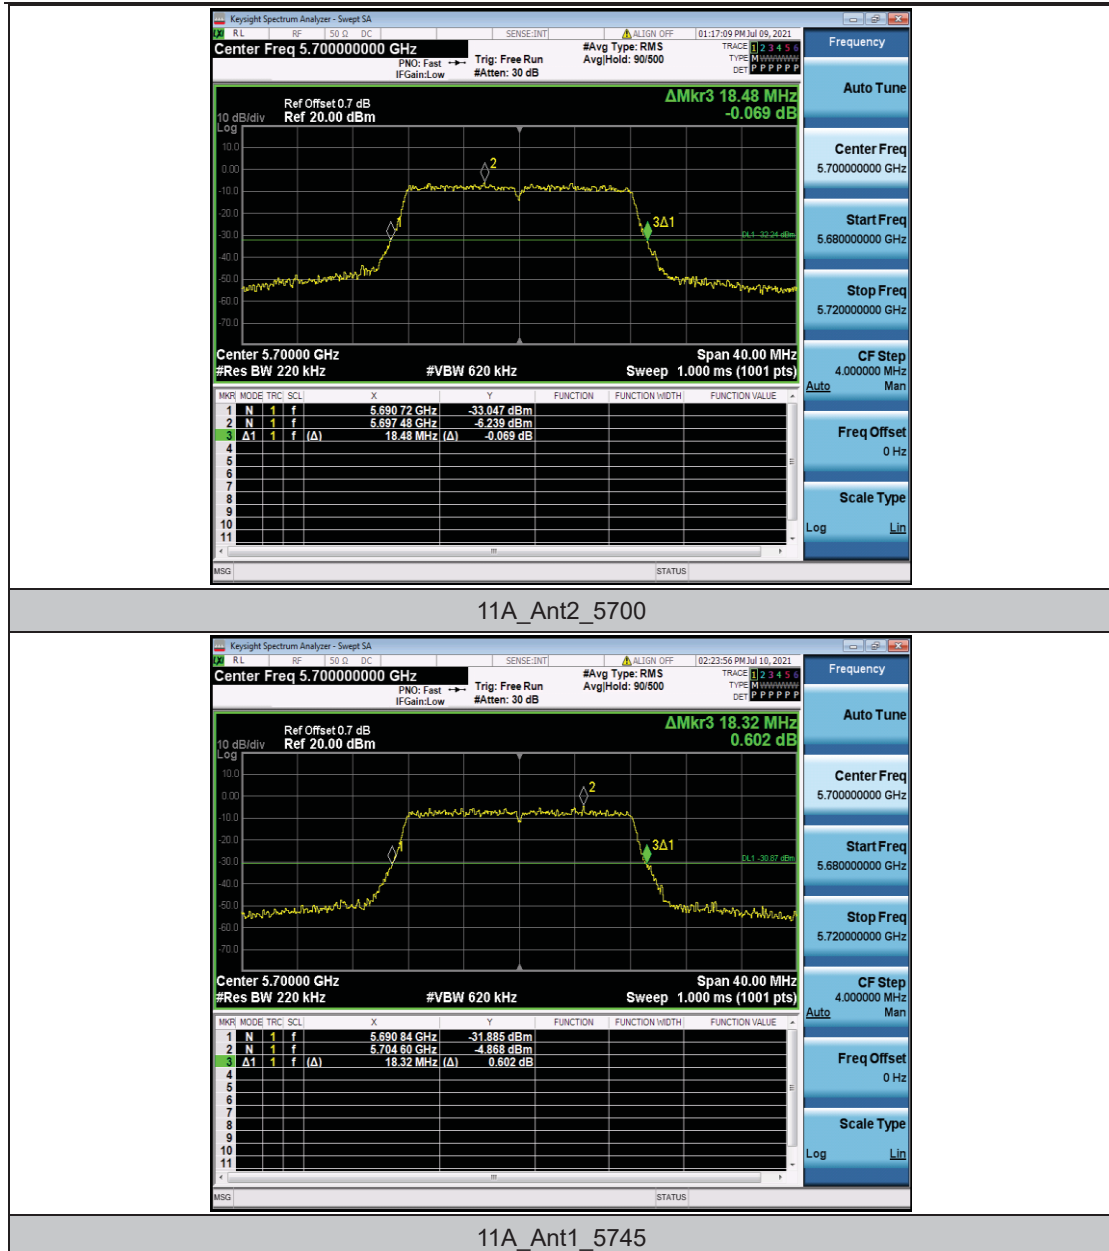 Keysight Spectrum Analyzer - Swept SA
RL RF 50 Ω DC SENSE:INT ALIGN OFF 01:17:09 PM Jul 09, 2021
Center Freq 5.700000000 GHz
PNO: Fast
IFGain:Low
Trig: Free Run
#Atten: 30 dB
#Avg Type: RMS
Avg|Hold: 90/500
TRACE 1 2 3 4 5 6
TYPE M WWWWW
DET P P P P P P
Frequency
Auto Tune
Center Freq
5.700000000 GHz
Start Freq
5.680000000 GHz
Stop Freq
5.720000000 GHz
CF Step
4.000000 MHz
Auto Man
Freq Offset
0 Hz
Scale Type
Log Lin
ΔMkr3 18.48 MHz
-0.069 dB
Ref Offset 0.7 dB
10 dB/div Ref 20.00 dBm
Log
10.0
0.00
-10.0
-20.0
-30.0
-40.0
-50.0
-60.0
-70.0
2
1
3Δ1
DL1 -32.24 dBm
Center 5.70000 GHz Span 40.00 MHz
#Res BW 220 kHz #VBW 620 kHz Sweep 1.000 ms (1001 pts)
MKR MODE TRC SCL X Y FUNCTION FUNCTION WIDTH FUNCTION VALUE
1 N 1 f 5.690 72 GHz -33.047 dBm
2 N 1 f 5.697 48 GHz -6.239 dBm
3 Δ1 1 f (Δ) 18.48 MHz (Δ) -0.069 dB
4
5
6
7
8
9
10
11
MSG STATUS
11A_Ant2_5700
Keysight Spectrum Analyzer - Swept SA
RL RF 50 Ω DC SENSE:INT ALIGN OFF 02:23:56 PM Jul 10, 2021
Center Freq 5.700000000 GHz
PNO: Fast
IFGain:Low
Trig: Free Run
#Atten: 30 dB
#Avg Type: RMS
Avg|Hold: 90/500
TRACE 1 2 3 4 5 6
TYPE M WWWWW
DET P P P P P P
Frequency
Auto Tune
Center Freq
5.700000000 GHz
Start Freq
5.680000000 GHz
Stop Freq
5.720000000 GHz
CF Step
4.000000 MHz
Auto Man
Freq Offset
0 Hz
Scale Type
Log Lin
ΔMkr3 18.32 MHz
0.602 dB
Ref Offset 0.7 dB
10 dB/div Ref 20.00 dBm
Log
10.0
0.00
-10.0
-20.0
-30.0
-40.0
-50.0
-60.0
-70.0
2
3Δ1
DL1 -30.87 dBm
Center 5.70000 GHz Span 40.00 MHz
#Res BW 220 kHz #VBW 620 kHz Sweep 1.000 ms (1001 pts)
MKR MODE TRC SCL X Y FUNCTION FUNCTION WIDTH FUNCTION VALUE
1 N 1 f 5.690 84 GHz -31.885 dBm
2 N 1 f 5.704 60 GHz -4.868 dBm
3 Δ1 1 f (Δ) 18.32 MHz (Δ) 0.602 dB
4
5
6
7
8
9
10
11
MSG STATUS
11A_Ant1_5745